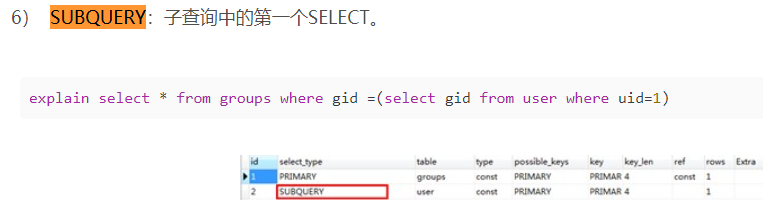 6） SUBQUERY：子查询中的第一个SELECT。
explain select * from groups where gid =(select gid from user where uid=1)
id select_type table type possible_keys key key_len ref rows Extra
1 PRIMARY groups const PRIMARY PRIMAR 4 const 1
2 SUBQUERY user const PRIMARY PRIMAR 4 1